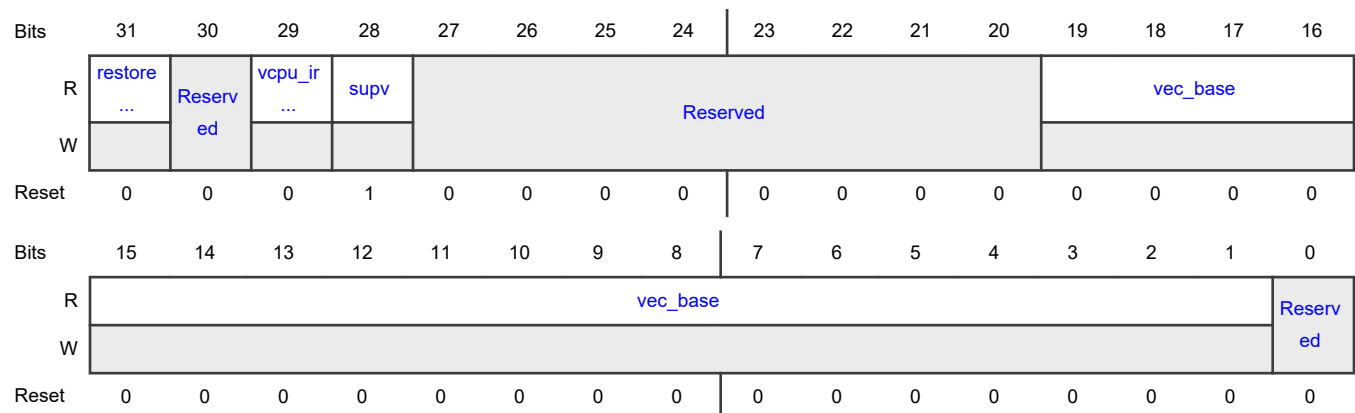 Bits 31 30 29 28 27 26 25 24 23 22 21 20 19 18 17 16
R restore ... Reserv ed vcpu_ir ... supv Reserved vec_base
W
Reset 0 0 0 1 0 0 0 0 0 0 0 0 0 0 0 0
Bits 15 14 13 12 11 10 9 8 7 6 5 4 3 2 1 0
R vec_base Reserv ed
W
Reset 0 0 0 0 0 0 0 0 0 0 0 0 0 0 0 0